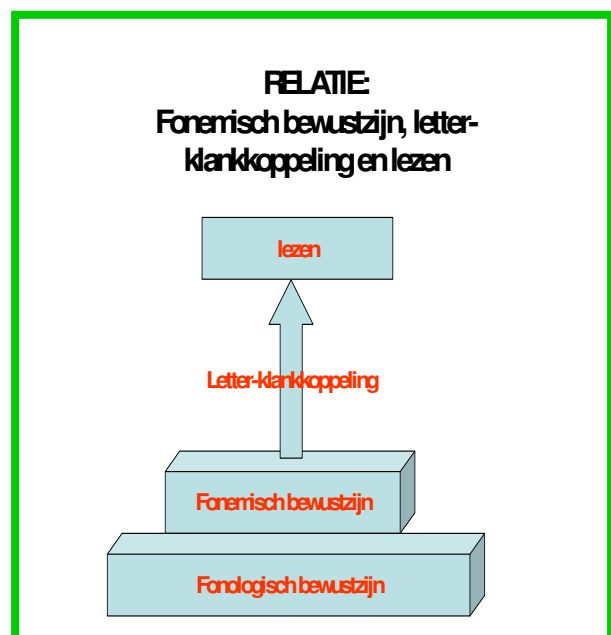 RELATIE:
Fonemisch bewustzijn, letter-
klankkoppeling en lezen
lezen
Letter-klankkoppeling
Fonemisch bewustzijn
Fonologisch bewustzijn